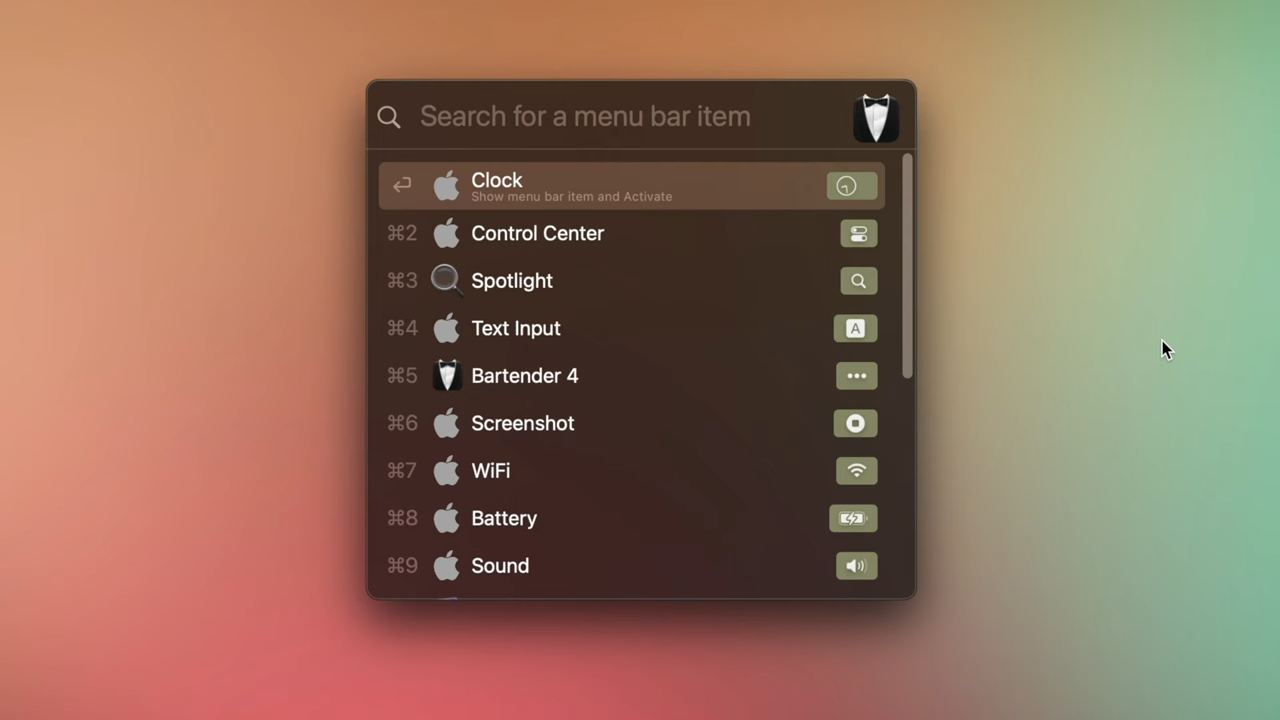 Search for a menu bar item
Clock
Show menu bar item and Activate
⌘2 Control Center
⌘3 Spotlight
⌘4 Text Input A
⌘5 Bartender 4
⌘6 Screenshot
⌘7 WiFi
⌘8 Battery
⌘9 Sound